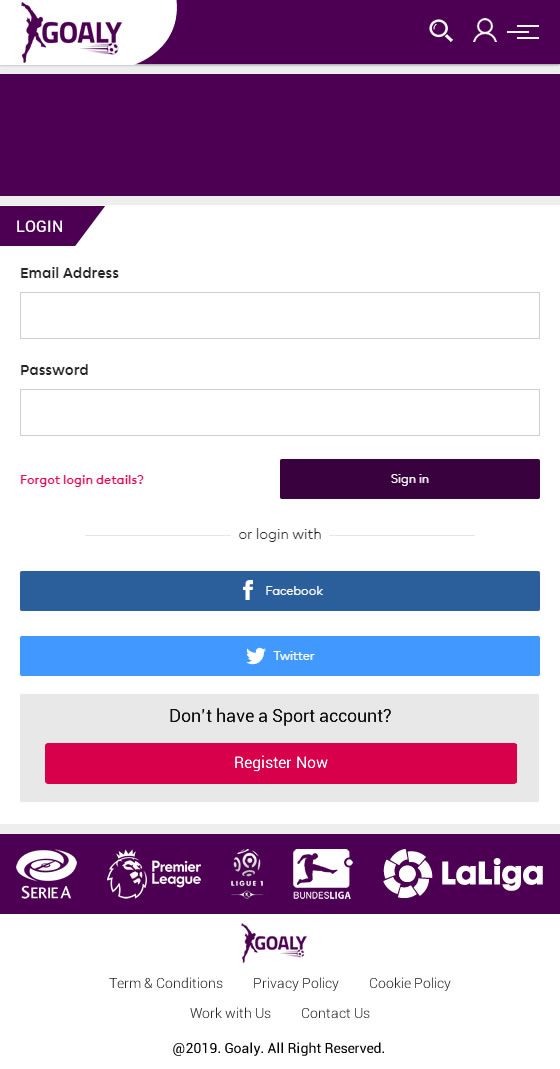 GOALY
LOGIN
Email Address
Password
Forgot login details?
Sign in
or login with
Facebook
Twitter
Don't have a Sport account?
Register Now
SERIE A
Premier
League
LIGUE 1
BUNDESLIGA
LaLiga
GOALY
Term & Conditions Privacy Policy Cookie Policy
Work with Us Contact Us
@2019. Goaly. All Right Reserved.